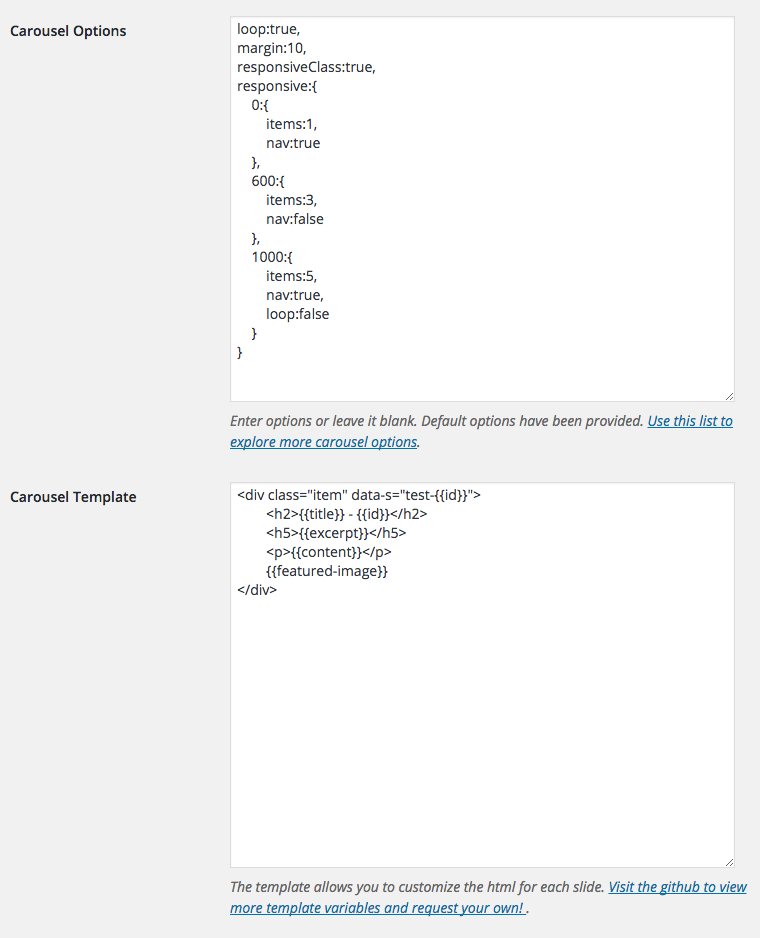 Carousel Options
loop:true,
margin:10,
responsiveClass:true,
responsive:{
    0:{
        items:1,
        nav:true
    },
    600:{
        items:3,
        nav:false
    },
    1000:{
        items:5,
        nav:true,
        loop:false
    }
}
Enter options or leave it blank. Default options have been provided. Use this list to
explore more carousel options.
Carousel Template
<div class="item" data-s="test-{{id}}">
        <h2>{{title}} - {{id}}</h2>
        <h5>{{excerpt}}</h5>
        <p>{{content}}</p>
        {{featured-image}}
</div>
The template allows you to customize the html for each slide. Visit the github to view
more template variables and request your own! .